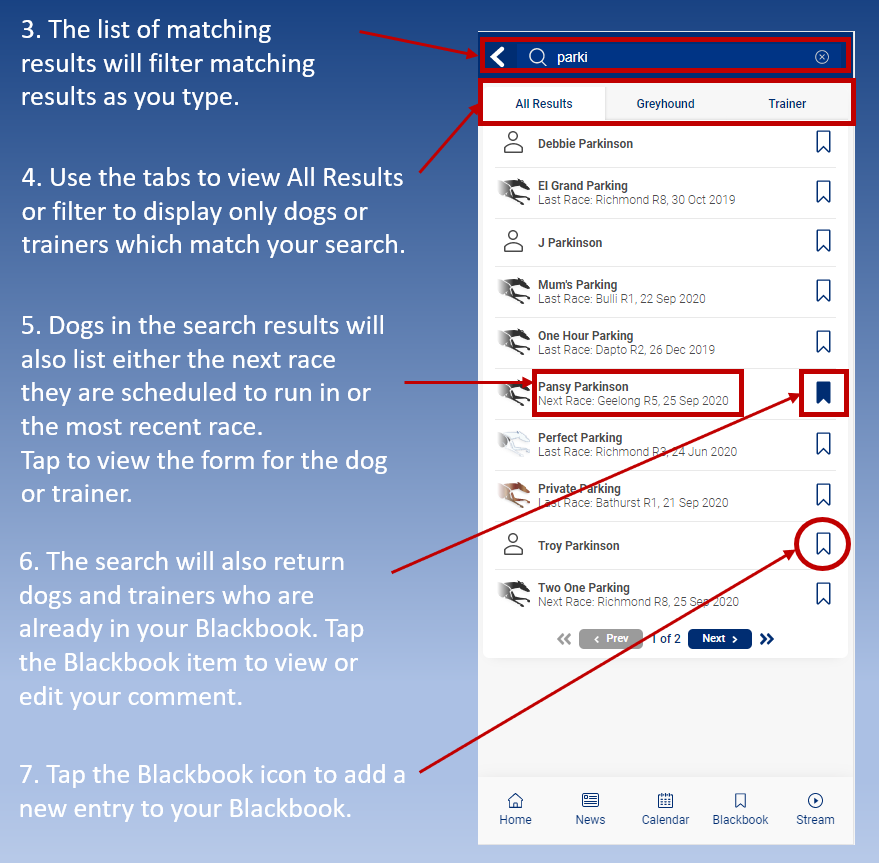 3. The list of matching
results will filter matching
results as you type.
4. Use the tabs to view All Results
or filter to display only dogs or
trainers which match your search.
5. Dogs in the search results will
also list either the next race
they are scheduled to run in or
the most recent race.
Tap to view the form for the dog
or trainer.
6. The search will also return
dogs and trainers who are
already in your Blackbook. Tap
the Blackbook item to view or
edit your comment.
7. Tap the Blackbook icon to add a
new entry to your Blackbook.
parki
All Results Greyhound Trainer
Debbie Parkinson
El Grand Parking
Last Race: Richmond R8, 30 Oct 2019
J Parkinson
Mum's Parking
Last Race: Bulli R1, 22 Sep 2020
One Hour Parking
Last Race: Dapto R2, 26 Dec 2019
Pansy Parkinson
Next Race: Geelong R5, 25 Sep 2020
Perfect Parking
Last Race: Richmond R3, 24 Jun 2020
Private Parking
Last Race: Bathurst R1, 21 Sep 2020
Troy Parkinson
Two One Parking
Next Race: Richmond R8, 25 Sep 2020
Prev 1 of 2 Next
Home News Calendar Blackbook Stream